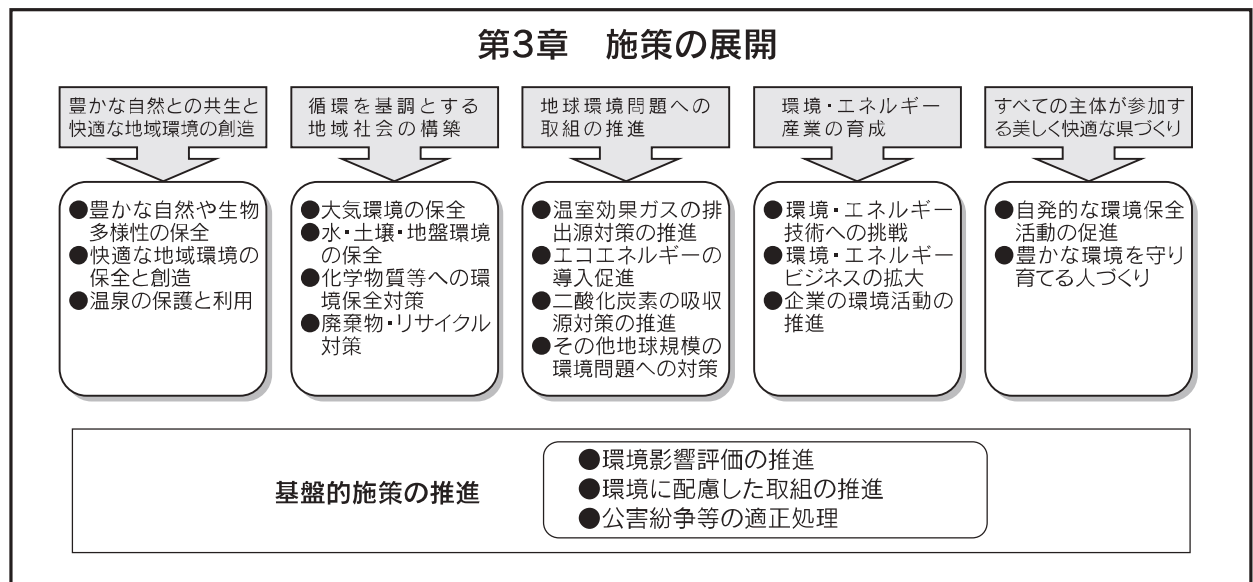 第3章　施策の展開
豊かな自然との共生と
快適な地域環境の創造
●豊かな自然や生物
多様性の保全
●快適な地域環境の
保全と創造
●温泉の保護と利用
循環を基調とする
地域社会の構築
●大気環境の保全
●水・土壌・地盤環境
の保全
●化学物質等への環
境保全対策
●廃棄物・リサイクル
対策
地球環境問題への
取組の推進
●温室効果ガスの排
出源対策の推進
●エコエネルギーの
導入促進
●二酸化炭素の吸収
源対策の推進
●その他地球規模の
環境問題への対策
環境・エネルギー
産業の育成
●環境・エネルギー
技術への挑戦
●環境・エネルギー
ビジネスの拡大
●企業の環境活動の
推進
すべての主体が参加す
る美しく快適な県づくり
●自発的な環境保全
活動の促進
●豊かな環境を守り
育てる人づくり
基盤的施策の推進
●環境影響評価の推進
●環境に配慮した取組の推進
●公害紛争等の適正処理